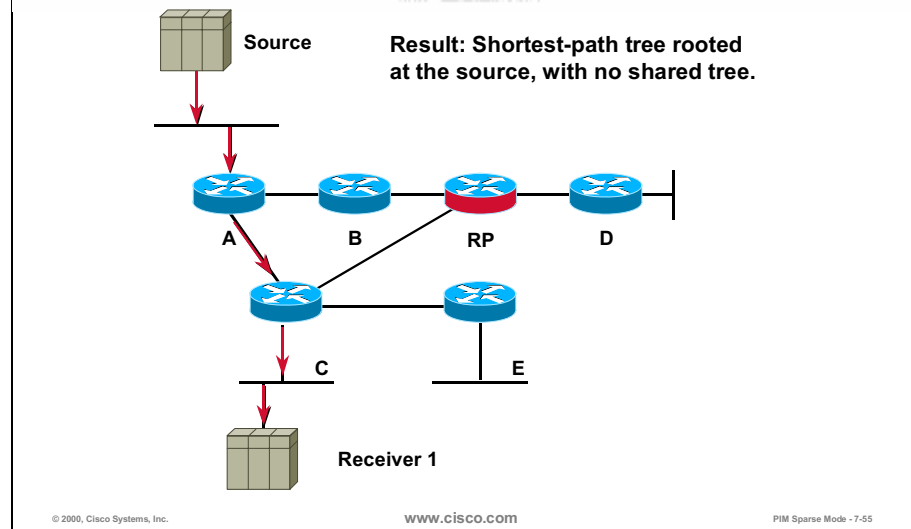 Source
Result: Shortest-path tree rooted
at the source, with no shared tree.
A
B
RP
D
C
E
Receiver 1
© 2000, Cisco Systems, Inc.
www.cisco.com
PIM Sparse Mode - 7-55